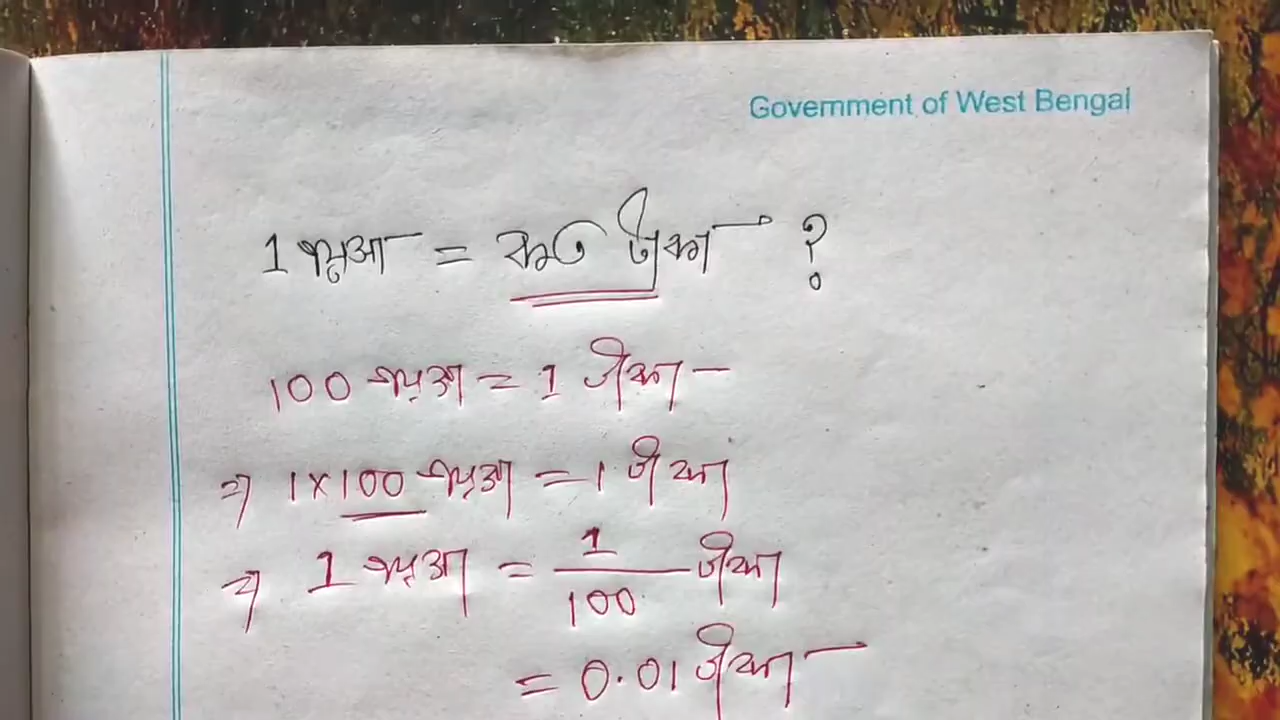 Government of West Bengal
1 পয়সা = কত টাকা ?
100 পয়সা = 1 টাকা
⇒ 1 × 100 পয়সা = 1 টাকা
⇒ 1 পয়সা = 1/100 টাকা
= 0.01 টাকা